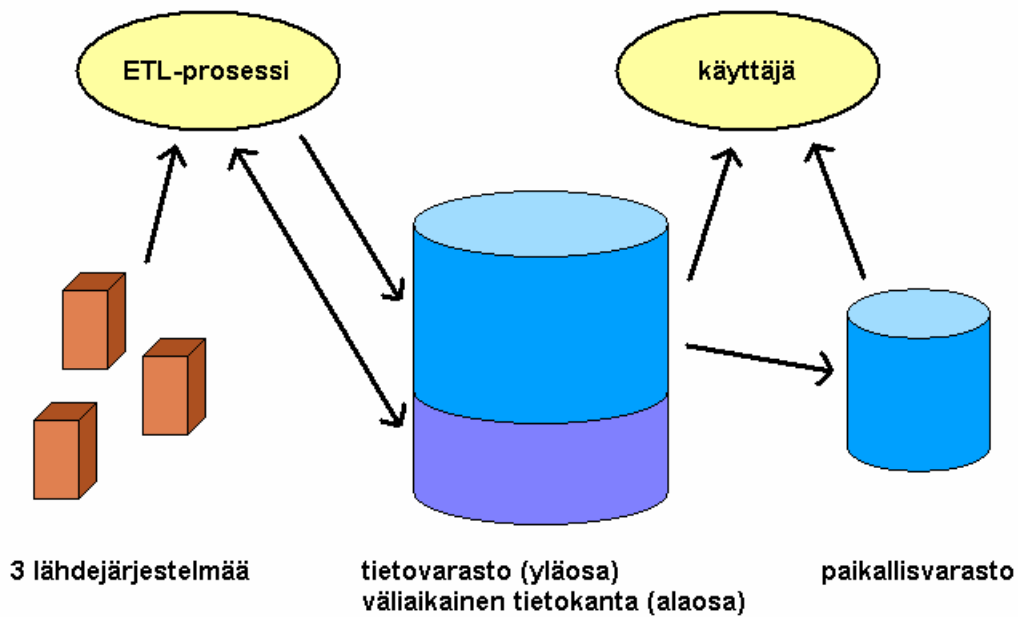 ETL-prosessi
käyttäjä
3 lähdejärjestelmää
tietovarasto (yläosa)
väliaikainen tietokanta (alaosa)
paikallisvarasto